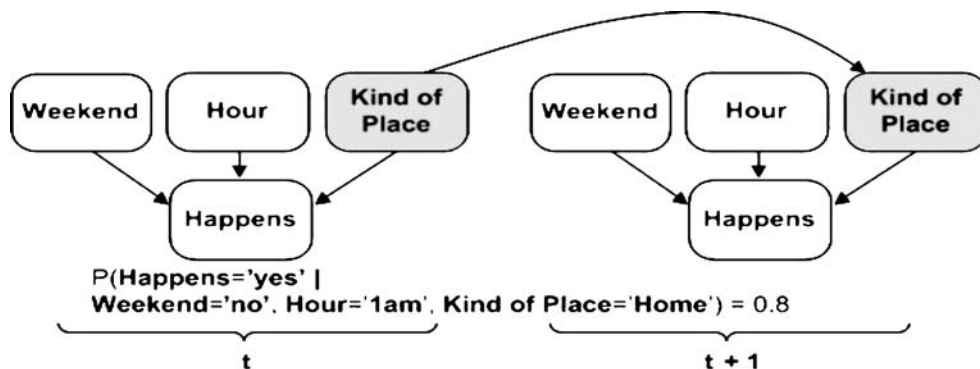 Weekend
Hour
Kind of
Place
Weekend
Hour
Kind of
Place
Happens
Happens
P(Happens='yes' |
Weekend='no', Hour='1am', Kind of Place='Home') = 0.8
t
t + 1